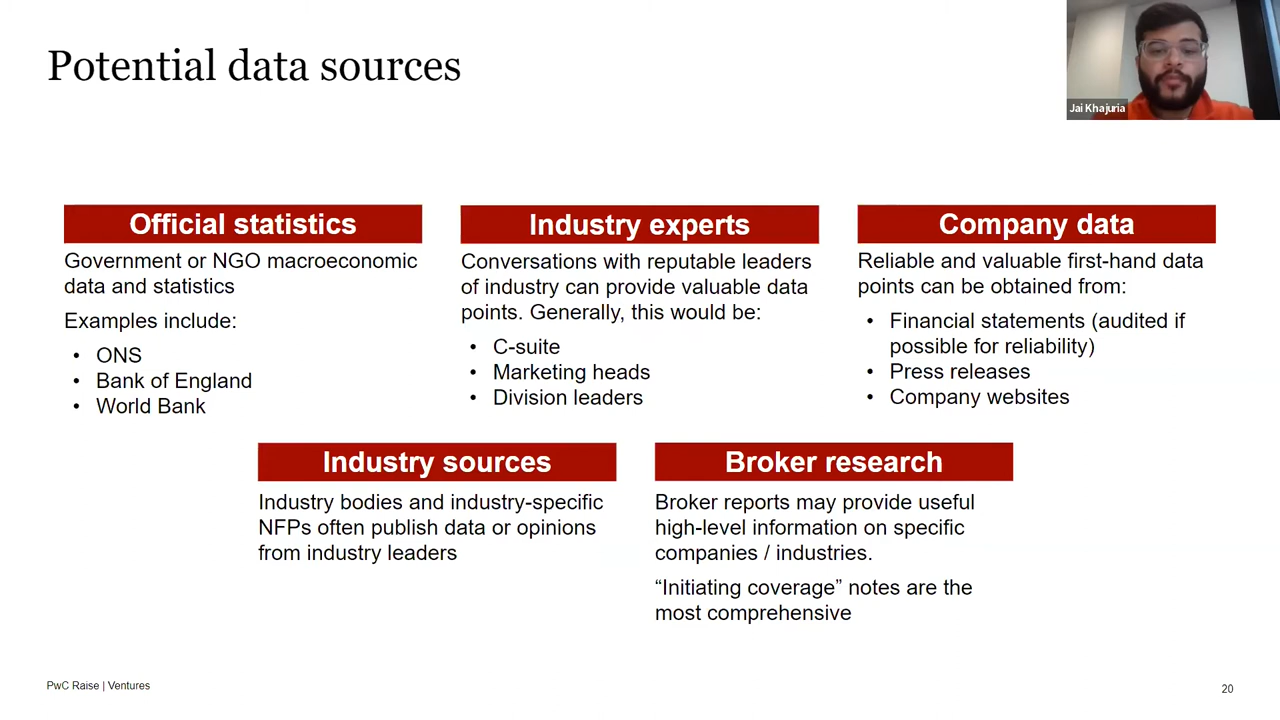 Potential data sources
Jai Khajuria
Official statistics
Government or NGO macroeconomic
data and statistics
Examples include:
• ONS
• Bank of England
• World Bank
Industry experts
Conversations with reputable leaders
of industry can provide valuable data
points. Generally, this would be:
• C-suite
• Marketing heads
• Division leaders
Company data
Reliable and valuable first-hand data
points can be obtained from:
• Financial statements (audited if
possible for reliability)
• Press releases
• Company websites
Industry sources
Industry bodies and industry-specific
NFPs often publish data or opinions
from industry leaders
Broker research
Broker reports may provide useful
high-level information on specific
companies / industries.
“Initiating coverage” notes are the
most comprehensive
PwC Raise | Ventures
20